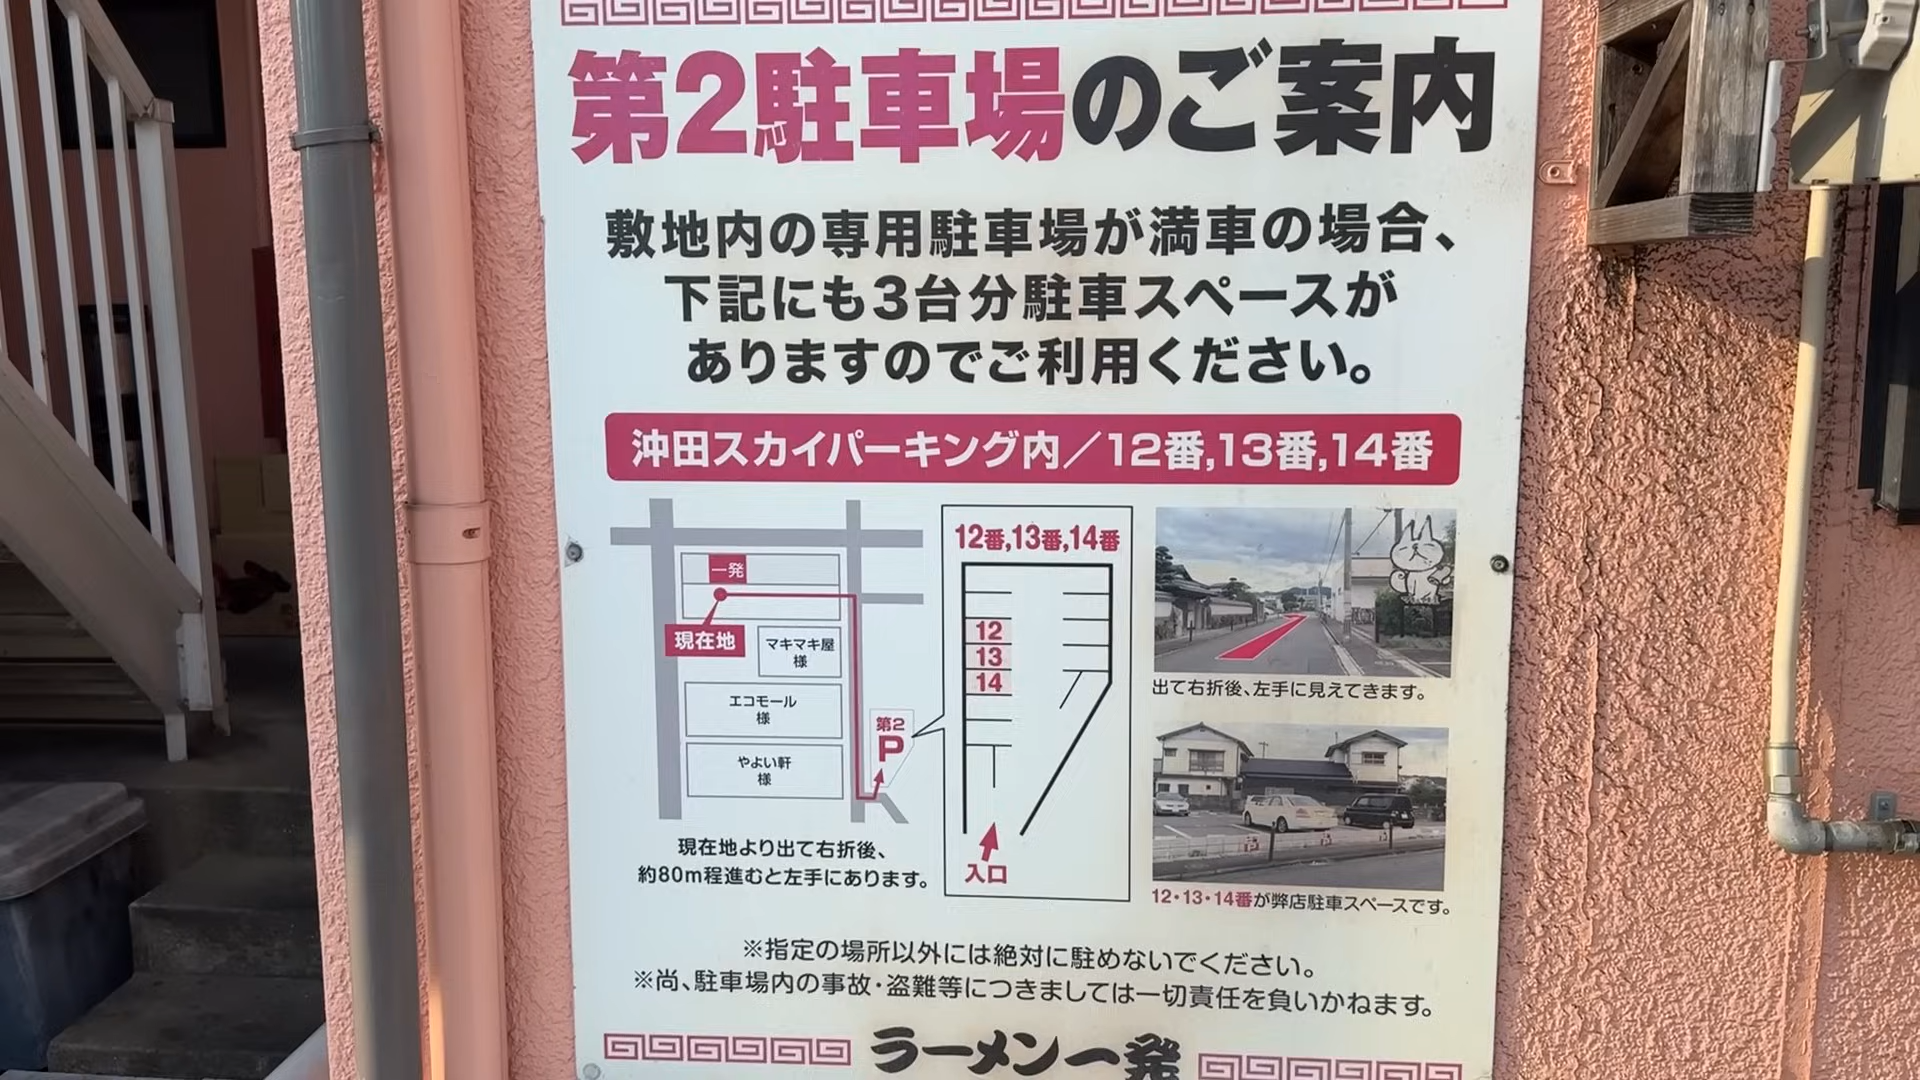 第2駐車場のご案内
敷地内の専用駐車場が満車の場合、
下記にも3台分駐車スペースが
ありますのでご利用ください。
沖田スカイパーキング内／12番,13番,14番
一発
現在地
マキマキ屋
様
エコモール
様
やよい軒
様
第2
P
現在地より出て右折後、
約80m程進むと左手にあります。
12番,13番,14番
12
13
14
入口
出て右折後、左手に見えてきます。
12・13・14番が弊店駐車スペースです。
※指定の場所以外には絶対に駐めないでください。
※尚、駐車場内の事故・盗難等につきましては一切責任を負いかねます。
ラーメン一発